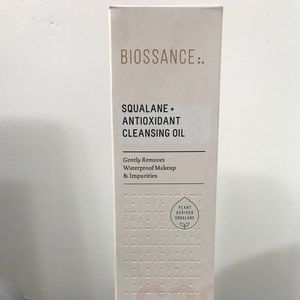 BIOSSANCE:.
SQUALANE +
ANTIOXIDANT
CLEANSING OIL
Gently Removes
Waterproof Makeup
& Impurities
PLANT
DERIVED
SQUALANE